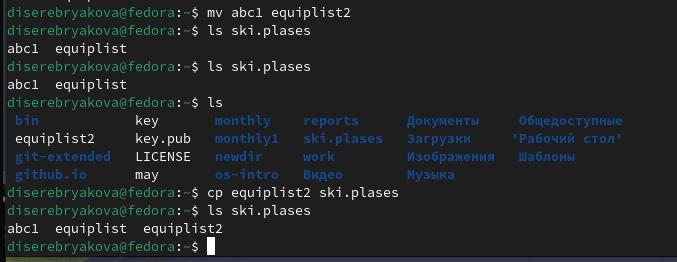 diserebryakova@fedora:~$ mv abc1 equiplist2
diserebryakova@fedora:~$ ls ski.plases
abc1  equiplist
diserebryakova@fedora:~$ ls ski.plases
abc1  equiplist
diserebryakova@fedora:~$ ls
bin  key  monthly  reports  Документы  Общедоступные
equiplist2  key.pub  monthly1  ski.plases  Загрузки  'Рабочий стол'
git-extended  LICENSE  newdir  work  Изображения  Шаблоны
github.io  may  os-intro  Видео  Музыка
diserebryakova@fedora:~$ cp equiplist2 ski.plases
diserebryakova@fedora:~$ ls ski.plases
abc1  equiplist  equiplist2
diserebryakova@fedora:~$